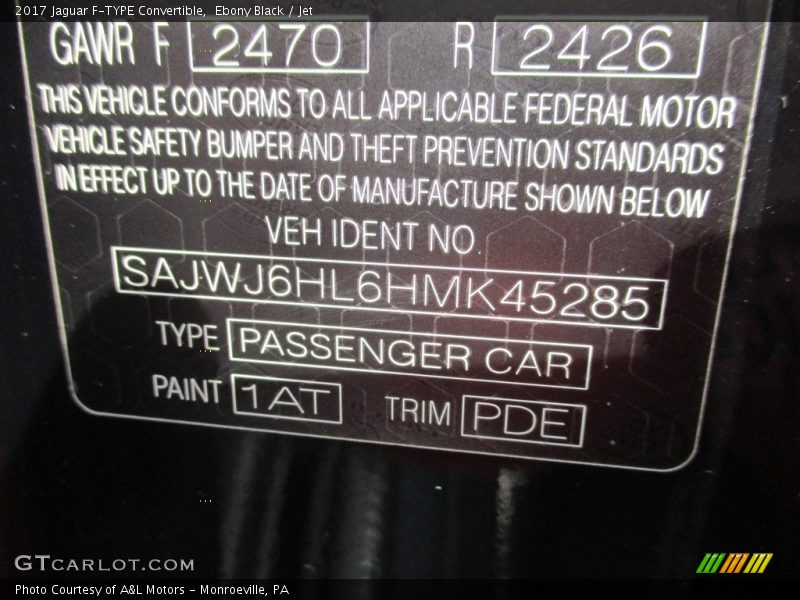 2017 Jaguar F-TYPE Convertible, Ebony Black / Jet
GAWR F 2470 R 2426
THIS VEHICLE CONFORMS TO ALL APPLICABLE FEDERAL MOTOR
VEHICLE SAFETY BUMPER AND THEFT PREVENTION STANDARDS
IN EFFECT UP TO THE DATE OF MANUFACTURE SHOWN BELOW
VEH IDENT NO
SAJWJ6HL6HMK45285
TYPE PASSENGER CAR
PAINT 1AT TRIM PDE
GTCARLOT.COM
Photo Courtesy of A&L Motors - Monroeville, PA